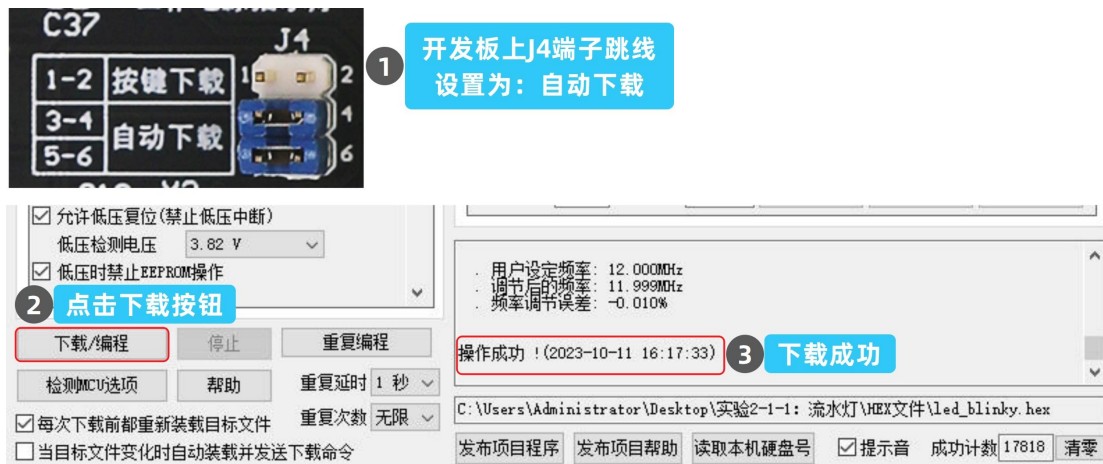 C37
J4
1-2 按键下载 1 2
3-4 自动下载 4
5-6 6
1 开发板上J4端子跳线
设置为：自动下载
允许低压复位(禁止低压中断)
低压检测电压 3.82 V
低压时禁止EEPROM操作
2 点击下载按钮
下载/编程 停止 重复编程
检测MCU选项 帮助 重复延时 1 秒
每次下载前都重新装载目标文件 重复次数 无限
当目标文件变化时自动装载并发送下载命令
. 用户设定频率: 12.000MHz
. 调节后的频率: 11.999MHz
. 频率调节误差: -0.010%
操作成功 !(2023-10-11 16:17:33) 3 下载成功
C:\Users\Administrator\Desktop\实验2-1-1: 流水灯\HEX文件\led_blinky.hex
发布项目程序 发布项目帮助 读取本机硬盘号 提示音 成功计数 17818 清零